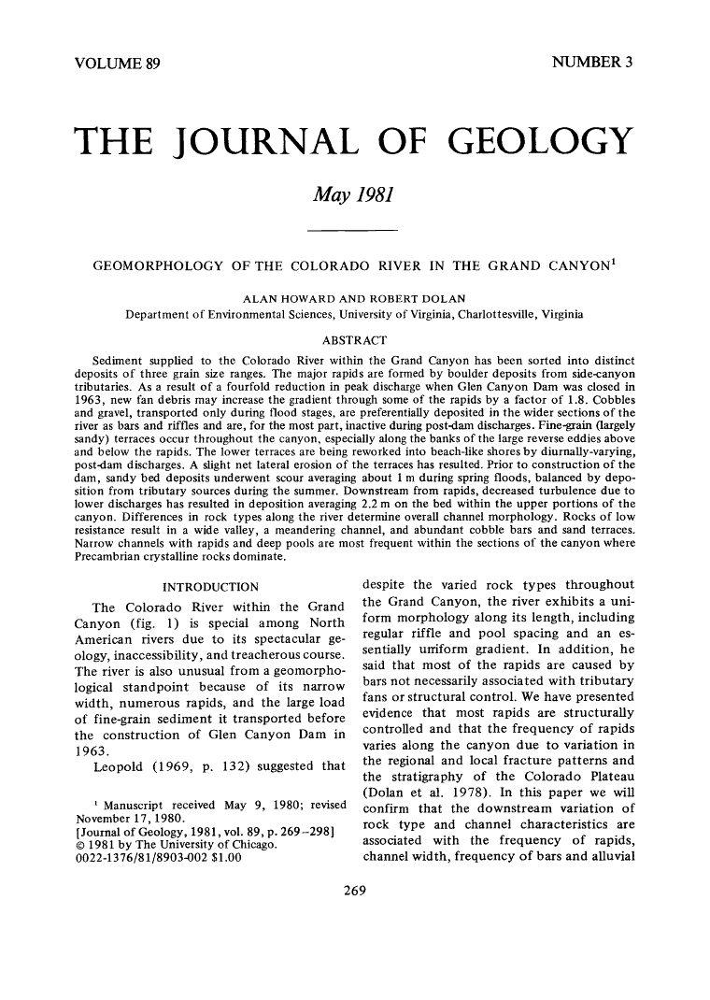 VOLUME 89
NUMBER 3
THE JOURNAL OF GEOLOGY
May 1981
GEOMORPHOLOGY OF THE COLORADO RIVER IN THE GRAND CANYON¹
ALAN HOWARD AND ROBERT DOLAN
Department of Environmental Sciences, University of Virginia, Charlottesville, Virginia
ABSTRACT
Sediment supplied to the Colorado River within the Grand Canyon has been sorted into distinct
deposits of three grain size ranges. The major rapids are formed by boulder deposits from side-canyon
tributaries. As a result of a fourfold reduction in peak discharge when Glen Canyon Dam was closed in
1963, new fan debris may increase the gradient through some of the rapids by a factor of 1.8. Cobbles
and gravel, transported only during flood stages, are preferentially deposited in the wider sections of the
river as bars and riffles and are, for the most part, inactive during post-dam discharges. Fine-grain (largely
sandy) terraces occur throughout the canyon, especially along the banks of the large reverse eddies above
and below the rapids. The lower terraces are being reworked into beach-like shores by diurnally-varying,
post-dam discharges. A slight net lateral erosion of the terraces has resulted. Prior to construction of the
dam, sandy bed deposits underwent scour averaging about 1 m during spring floods, balanced by depo-
sition from tributary sources during the summer. Downstream from rapids, decreased turbulence due to
lower discharges has resulted in deposition averaging 2.2 m on the bed within the upper portions of the
canyon. Differences in rock types along the river determine overall channel morphology. Rocks of low
resistance result in a wide valley, a meandering channel, and abundant cobble bars and sand terraces.
Narrow channels with rapids and deep pools are most frequent within the sections of the canyon where
Precambrian crystalline rocks dominate.
INTRODUCTION
The Colorado River within the Grand
Canyon (fig. 1) is special among North
American rivers due to its spectacular ge-
ology, inaccessibility, and treacherous course.
The river is also unusual from a geomorpho-
logical standpoint because of its narrow
width, numerous rapids, and the large load
of fine-grain sediment it transported before
the construction of Glen Canyon Dam in
1963.
Leopold (1969, p. 132) suggested that
¹ Manuscript received May 9, 1980; revised
November 17, 1980.
[Journal of Geology, 1981, vol. 89, p. 269–298]
© 1981 by The University of Chicago.
0022-1376/81/8903-002 $1.00
despite the varied rock types throughout
the Grand Canyon, the river exhibits a uni-
form morphology along its length, including
regular riffle and pool spacing and an es-
sentially uniform gradient. In addition, he
said that most of the rapids are caused by
bars not necessarily associated with tributary
fans or structural control. We have presented
evidence that most rapids are structurally
controlled and that the frequency of rapids
varies along the canyon due to variation in
the regional and local fracture patterns and
the stratigraphy of the Colorado Plateau
(Dolan et al. 1978). In this paper we will
confirm that the downstream variation of
rock type and channel characteristics are
associated with the frequency of rapids,
channel width, frequency of bars and alluvial
269